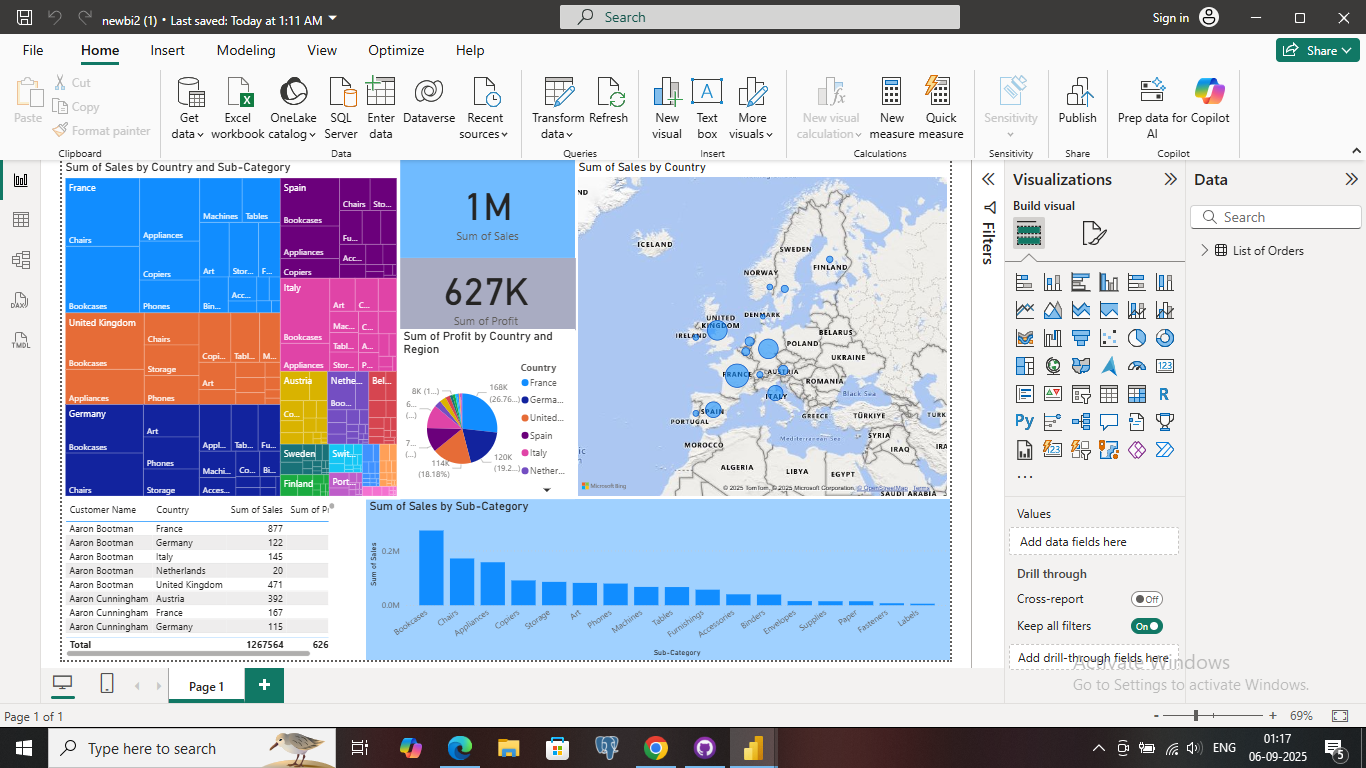 newbi2 (1) • Last saved: Today at 1:11 AM
Search
Sign in
File Home Insert Modeling View Optimize Help
Share
Paste
Cut
Copy
Format painter
Clipboard
Get data
Excel workbook
OneLake catalog
SQL Server
Enter data
Dataverse
Recent sources
Data
Transform data
Refresh
Queries
New visual
Text box
More visuals
Insert
New visual calculation
New measure
Quick measure
Calculations
Sensitivity
Sensitivity
Publish
Share
Prep data for AI
Copilot
Copilot
Sum of Sales by Country and Sub-Category
France
Chairs
Bookcases
Appliances
Copiers
Phones
Machines
Tables
Art
Stor...
F...
Bin...
Acc...
United Kingdom
Bookcases
Appliances
Chairs
Storage
Phones
Copi...
Tabl...
M...
Art
Germany
Bookcases
Chairs
Art
Phones
Storage
Appl...
Tab...
Fu...
Machi...
Co...
Bi...
Acces...
Spain
Bookcases
Appliances
Copiers
Chairs
Sto...
Fu...
Acc...
Italy
Bookcases
Appliances
Art
C...
Mac...
C...
Tabl...
A...
Stor...
P...
Austria
Co...
Nethe...
Boo...
Bel...
Sweden
Finland
Swit...
Port...
1M
Sum of Sales
627K
Sum of Profit
Sum of Profit by Country and
Region
8K (1...)
6...
(...)
7...
(...)
114K
(18.18%)
168K
(26.76...)
120K
(19.2...)
Country
France
Germa...
United...
Spain
Italy
Nether...
Sum of Sales by Country
ND
ICELAND
SWEDEN
FINLAND
NORWAY
UNITED
KINGDOM
DENMARK
IRELAND
BELARUS
POLAND
UKRAINE
FRANCE
AUSTRIA
ROMANIA
ITALY
Black Sea
SPAIN
PORTUGAL
GREECE
TÜRKIYE
TURK
Mediterranean Sea
SYRIA
MOROCCO
IRAQ
IRA
ALGERIA
LIBYA
EGYPT
SAUDI ARABIA
ic
Microsoft Bing
© 2025 TomTom, © 2025 Microsoft Corporation, © OpenStreetMap Terms
Customer Name Country Sum of Sales Sum of Pr
Aaron Bootman France 877
Aaron Bootman Germany 122
Aaron Bootman Italy 145
Aaron Bootman Netherlands 20
Aaron Bootman United Kingdom 471
Aaron Cunningham Austria 392
Aaron Cunningham France 167
Aaron Cunningham Germany 115
Total 1267564 626
Sum of Sales by Sub-Category
Sum of Sales
0.2M
0.0M
Bookcases
Chairs
Appliances
Copiers
Storage
Art
Phones
Machines
Tables
Furnishings
Accessories
Binders
Envelopes
Supplies
Paper
Fasteners
Labels
Sub-Category
Filters
Visualizations
Build visual
123
R
Py
...
Values
Add data fields here
Drill through
Cross-report
Off
Keep all filters
On
Add drill-through fields here
Data
Search
List of Orders
Activate Windows
Go to Settings to activate Windows.
DAX
TMDL
Page 1
+
Page 1 of 1
- + 69%
Type here to search
ENG
01:17
06-09-2025
5